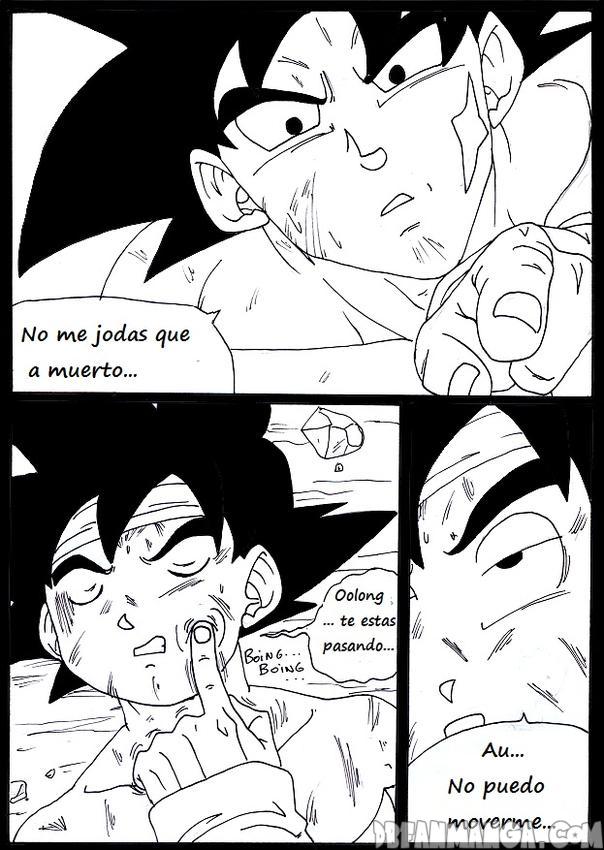 No me jodas que
a muerto...
Oolong
... te estas
pasando...
BOING...
BOING...
Au...
No puedo
moverme...
DBFANMANGA.COM